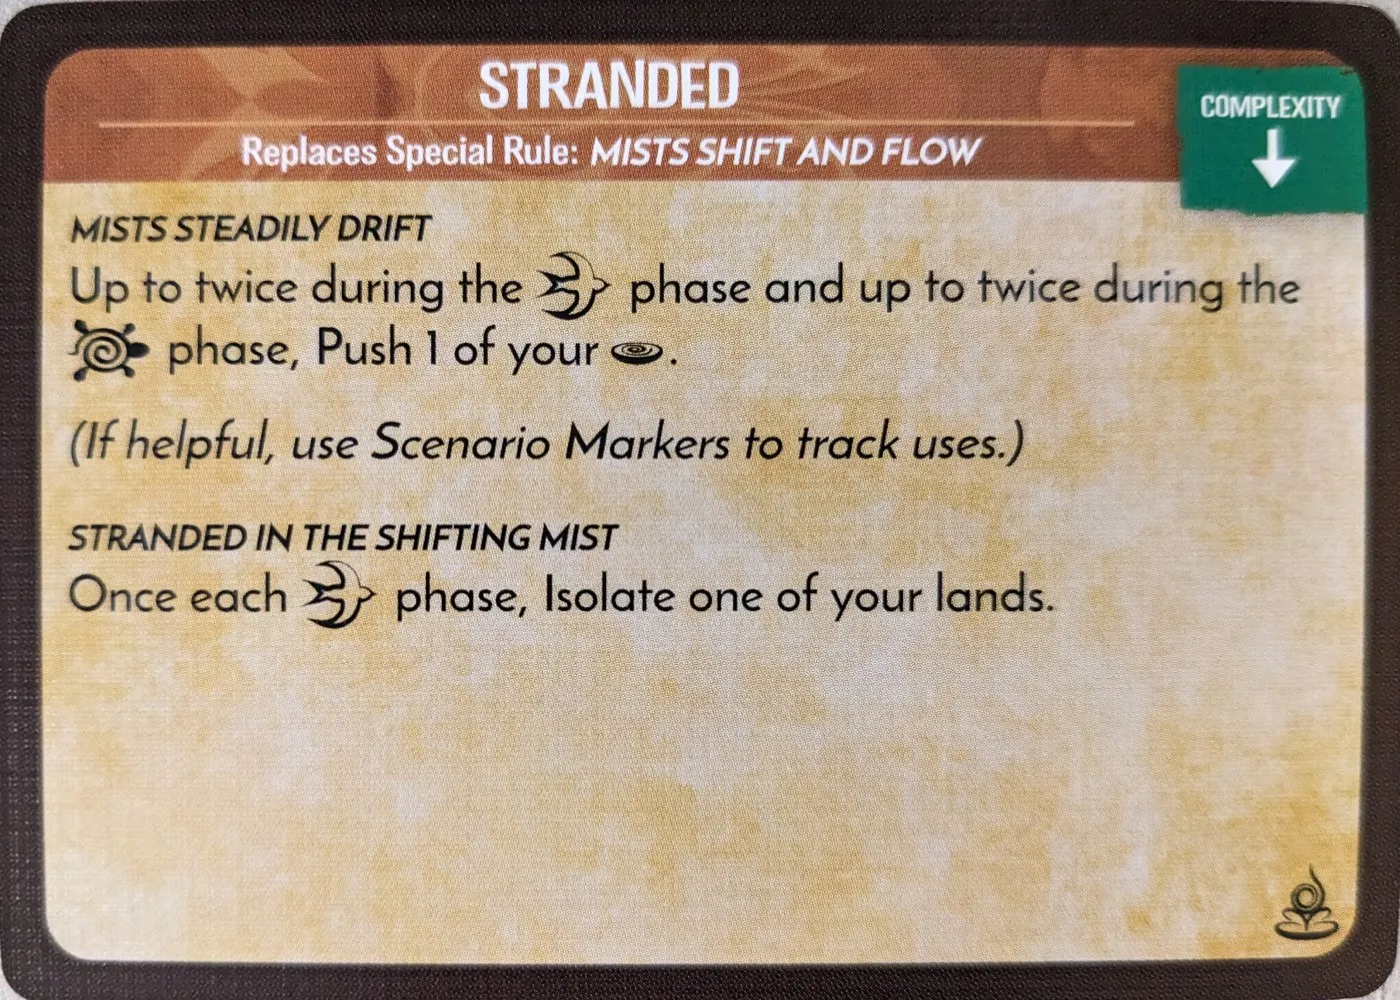 STRANDED
COMPLEXITY
Replaces Special Rule: MISTS SHIFT AND FLOW
MISTS STEADILY DRIFT
Up to twice during the phase and up to twice during the
phase, Push 1 of your .
(If helpful, use Scenario Markers to track uses.)
STRANDED IN THE SHIFTING MIST
Once each phase, Isolate one of your lands.